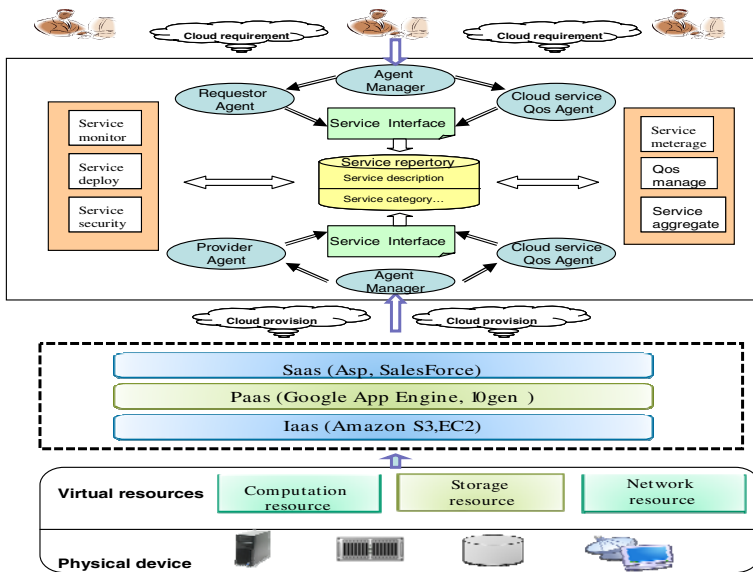 Cloud requirement
Cloud requirement
Agent
Manager
Requestor
Agent
Cloud service
Qos Agent
Service Interface
Service
monitor
Service
deploy
Service
security
Service repertory
Service description
Service category...
Service
meterage
Qos
manage
Service
aggregate
Service Interface
Provider
Agent
Cloud service
Qos Agent
Agent
Manager
Cloud provision
Cloud provision
Saas (Asp, SalesForce)
Paas (Google App Engine, 10gen )
Iaas (Amazon S3,EC2)
Virtual resources
Computation
resource
Storage
resource
Network
resource
Physical device